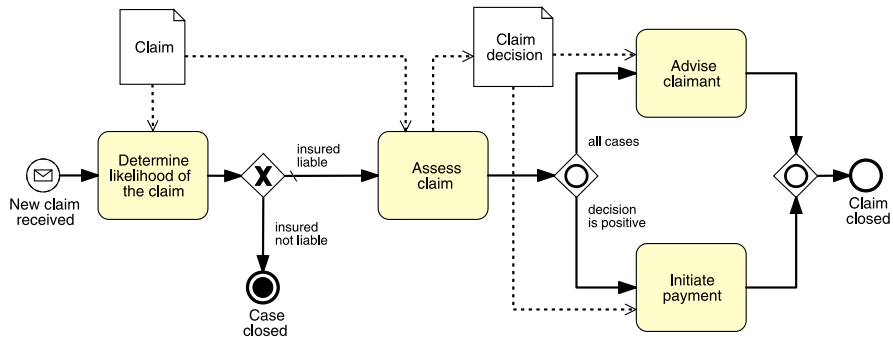 Claim
Claim
decision
Advise
claimant
all cases
insured
liable
Determine
likelihood of
the claim
Assess
claim
New claim
received
insured
not liable
decision
is positive
Claim
closed
Initiate
payment
Case
closed